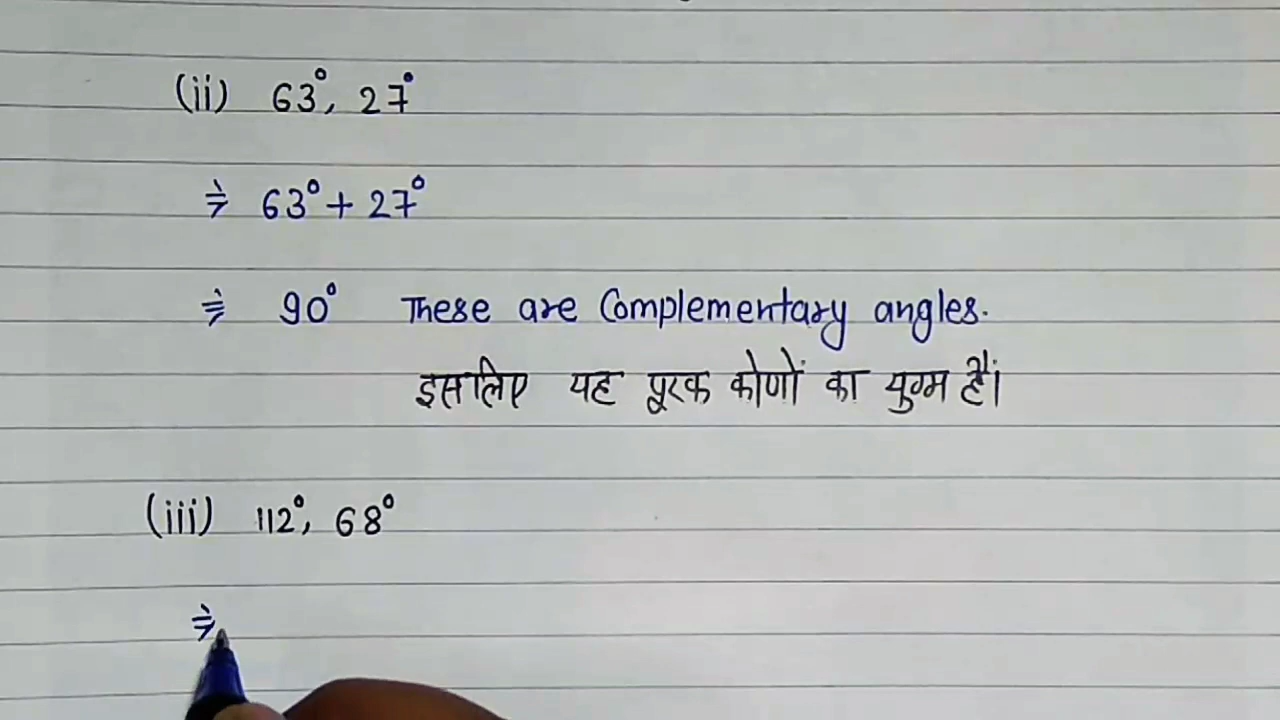 (ii) 63°, 27°
⇒ 63° + 27°
⇒ 90° These are Complementary angles.
इसलिए यह पूरक कोणों का युग्म हैं।
(iii) 112°, 68°
⇒